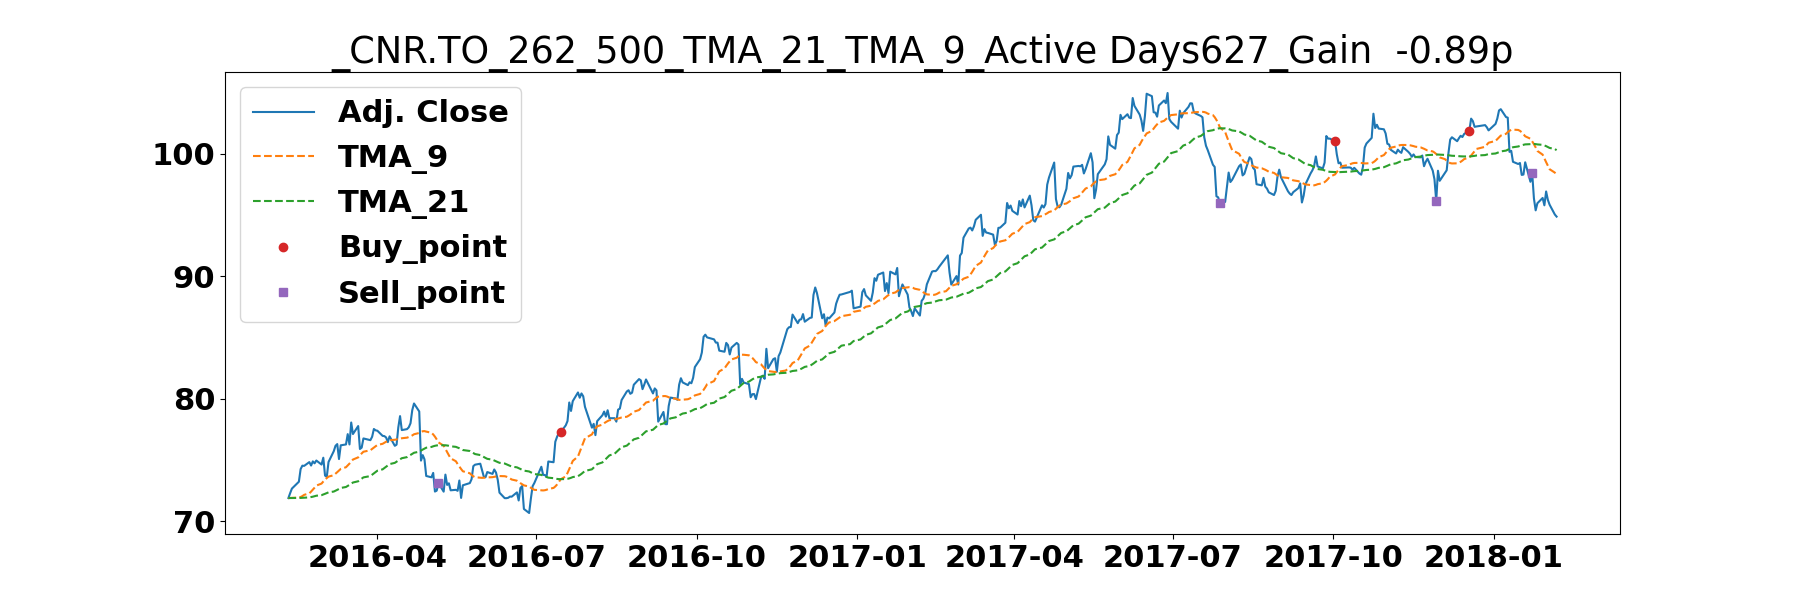 _CNR.TO_262_500_TMA_21_TMA_9_Active Days627_Gain  -0.89p
Adj. Close
TMA_9
TMA_21
Buy_point
Sell_point
100
90
80
70
2016-04 2016-07 2016-10 2017-01 2017-04 2017-07 2017-10 2018-01